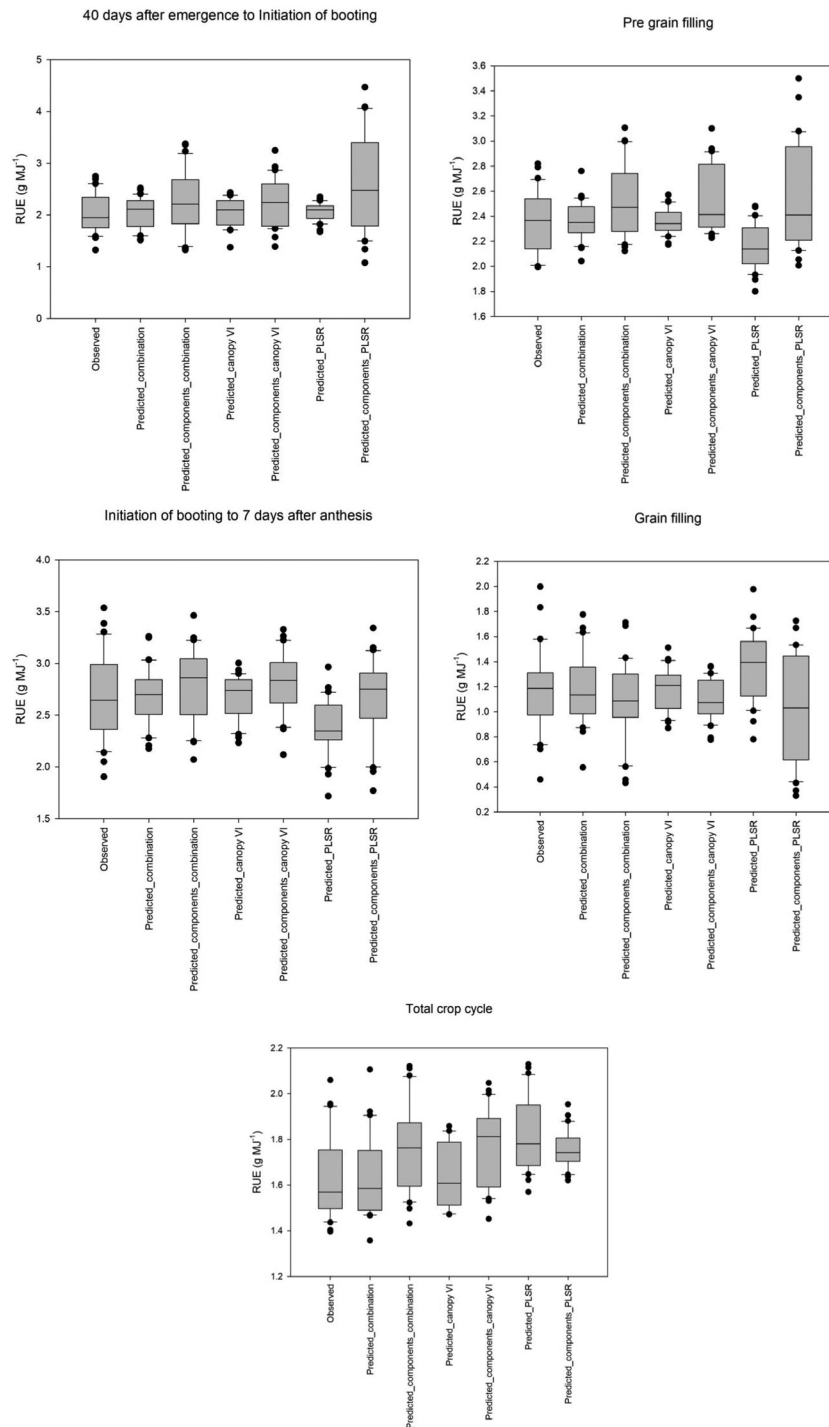 40 days after emergence to Initiation of booting
RUE (g MJ⁻¹)
5
4
3
2
1
0
Observed
Predicted_combination
Predicted_components_combination
Predicted_canopy VI
Predicted_components_canopy VI
Predicted_PLSR
Predicted_components_PLSR
Pre grain filling
RUE (g MJ⁻¹)
3.6
3.4
3.2
3.0
2.8
2.6
2.4
2.2
2.0
1.8
1.6
Observed
Predicted_combination
Predicted_components_combination
Predicted_canopy VI
Predicted_components_canopy VI
Predicted_PLSR
Predicted_components_PLSR
Initiation of booting to 7 days after anthesis
RUE (g MJ⁻¹)
4.0
3.5
3.0
2.5
2.0
1.5
Observed
Predicted_combination
Predicted_components_combination
Predicted_canopy VI
Predicted_components_canopy VI
Predicted_PLSR
Predicted_components_PLSR
Grain filling
RUE (g MJ⁻¹)
2.2
2.0
1.8
1.6
1.4
1.2
1.0
0.8
0.6
0.4
0.2
Observed
Predicted_combination
Predicted_components_combination
Predicted_canopy VI
Predicted_components_canopy VI
Predicted_PLSR
Predicted_components_PLSR
Total crop cycle
RUE (g MJ⁻¹)
2.2
2.0
1.8
1.6
1.4
1.2
Observed
Predicted_combination
Predicted_components_combination
Predicted_canopy VI
Predicted_components_canopy VI
Predicted_PLSR
Predicted_components_PLSR